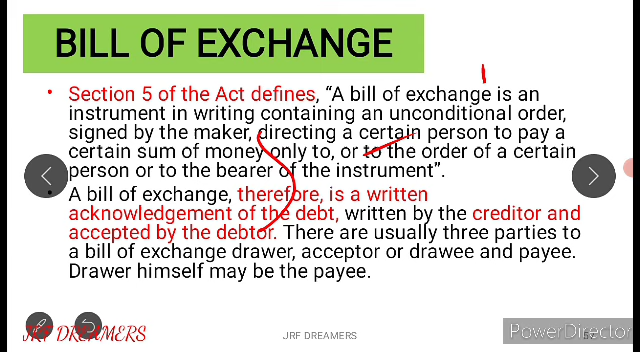 BILL OF EXCHANGE
• Section 5 of the Act defines, “A bill of exchange is an
instrument in writing containing an unconditional order,
signed by the maker, directing a certain person to pay a
certain sum of money only to, or to the order of a certain
person or to the bearer of the instrument”.
• A bill of exchange, therefore, is a written
acknowledgement of the debt, written by the creditor and
accepted by the debtor. There are usually three parties to
a bill of exchange drawer, acceptor or drawee and payee.
Drawer himself may be the payee.
JRF DREAMERS
JRF DREAMERS
PowerDirector